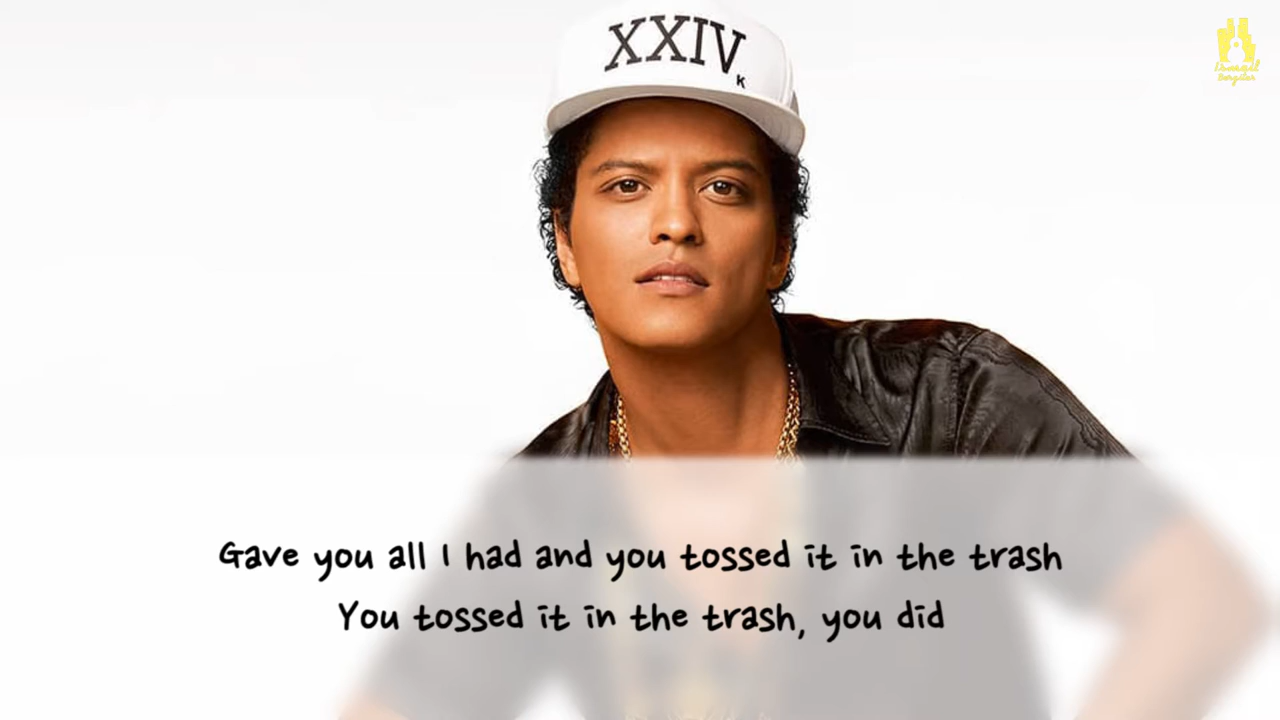 XXIV
K
Gave you all I had and you tossed it in the trash
You tossed it in the trash, you did